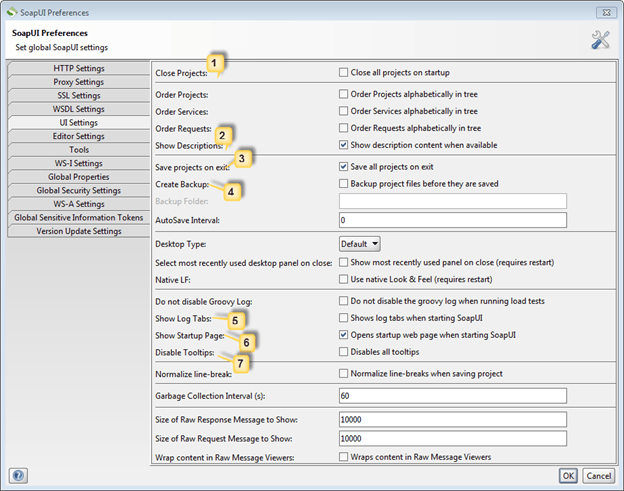 SoapUI Preferences
SoapUI Preferences
Set global SoapUI settings
HTTP Settings
Proxy Settings
SSL Settings
WSDL Settings
UI Settings
Editor Settings
Tools
WS-I Settings
Global Properties
Global Security Settings
WS-A Settings
Global Sensitive Information Tokens
Version Update Settings
1
Close Projects: Close all projects on startup
Order Projects: Order Projects alphabetically in tree
Order Services: Order Services alphabetically in tree
Order Requests: Order Requests alphabetically in tree
2
Show Descriptions: Show description content when available
3
Save projects on exit: Save all projects on exit
Create Backup: 4 Backup project files before they are saved
Backup Folder:
AutoSave Interval: 0
Desktop Type: Default
Select most recently used desktop panel on close: Show most recently used panel on close (requires restart)
Native LF: Use native Look & Feel (requires restart)
Do not disable Groovy Log: Do not disable the groovy log when running load tests
Show Log Tabs: 5 Shows log tabs when starting SoapUI
Show Startup Page: 6 Opens startup web page when starting SoapUI
Disable Tooltips: 7 Disables all tooltips
Normalize line-break: Normalize line-breaks when saving project
Garbage Collection Interval (s): 60
Size of Raw Response Message to Show: 10000
Size of Raw Request Message to Show: 10000
Wrap content in Raw Message Viewers: Wraps content in Raw Message Viewers
? OK Cancel